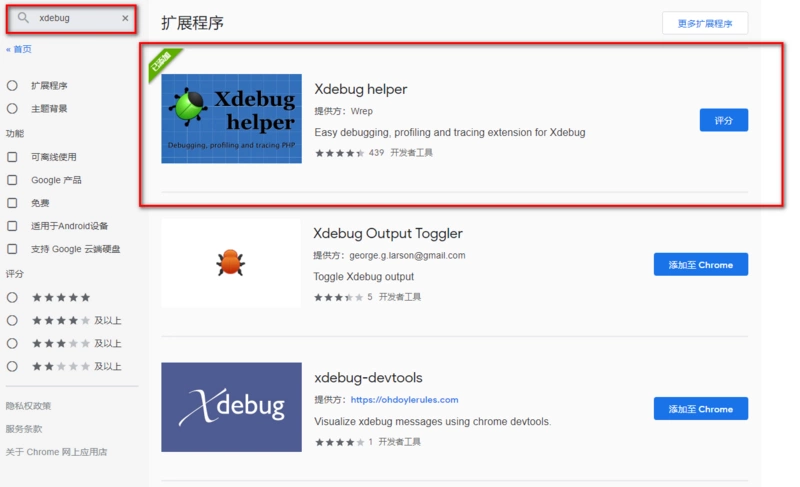 xdebug
×
« 首页
扩展程序
主题背景
功能
可离线使用
Google 产品
免费
适用于Android设备
支持 Google 云端硬盘
评分
及以上
及以上
及以上
隐私权政策
服务条款
关于 Chrome 网上应用店
扩展程序
更多扩展程序
已添加
Xdebug
helper
Debugging, profiling and tracing PHP
Xdebug helper
提供方：Wrep
Easy debugging, profiling and tracing extension for Xdebug
439 开发者工具
评分
Xdebug Output Toggler
提供方：george.g.larson@gmail.com
Toggle Xdebug output
5 开发者工具
添加至 Chrome
Xdebug
xdebug-devtools
提供方：https://ohdoylerules.com
Visualize xdebug messages using chrome devtools.
1 开发者工具
添加至 Chrome